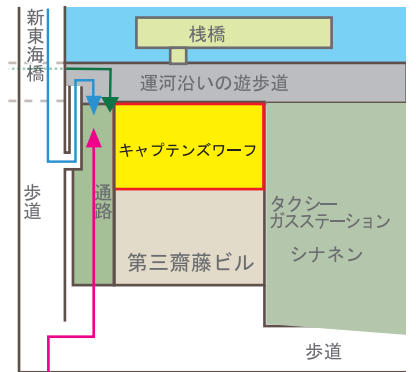 新東海橋
桟橋
運河沿いの遊歩道
キャプテンズワーフ
通路
歩道
タクシー
ガスステーション
シナネン
第三齋藤ビル
歩道